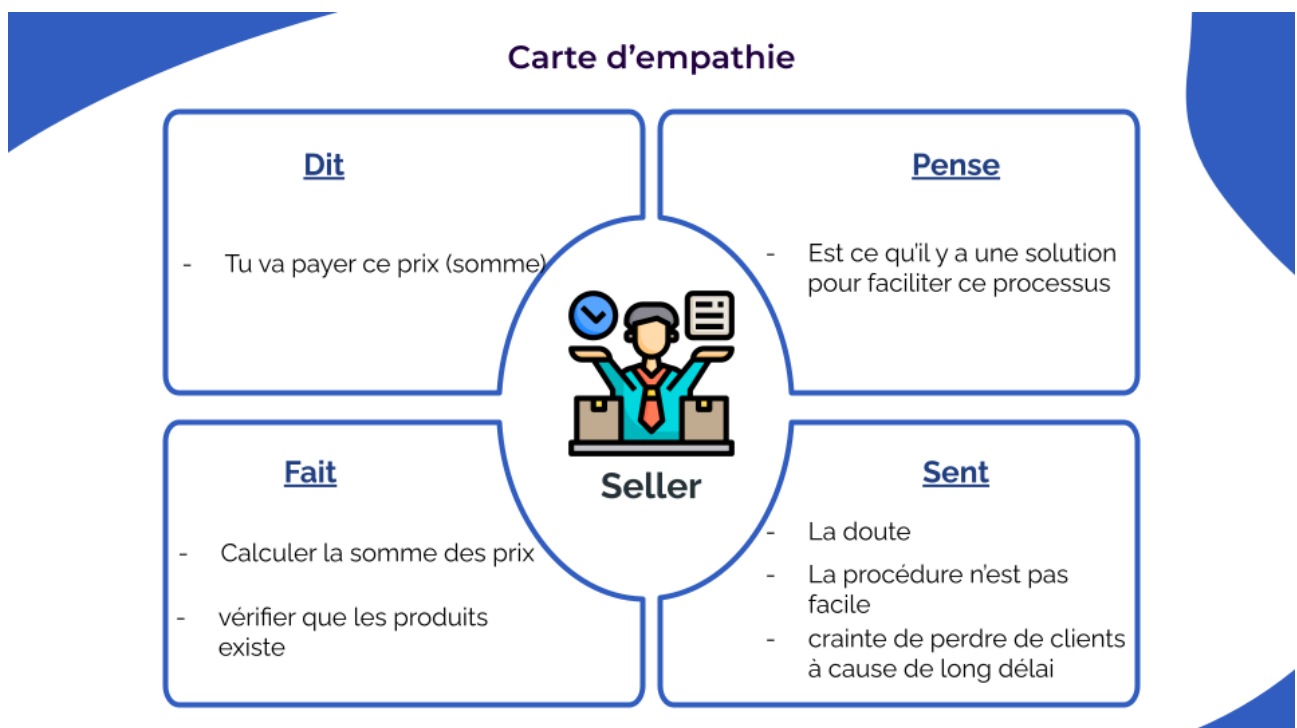 Carte d'empathie
Dit
- Tu va payer ce prix (somme)
Pense
- Est ce qu'il y a une solution
pour faciliter ce processus
Seller
Fait
- Calculer la somme des prix
- vérifier que les produits
existe
Sent
- La doute
- La procédure n'est pas
facile
- crainte de perdre de clients
à cause de long délai